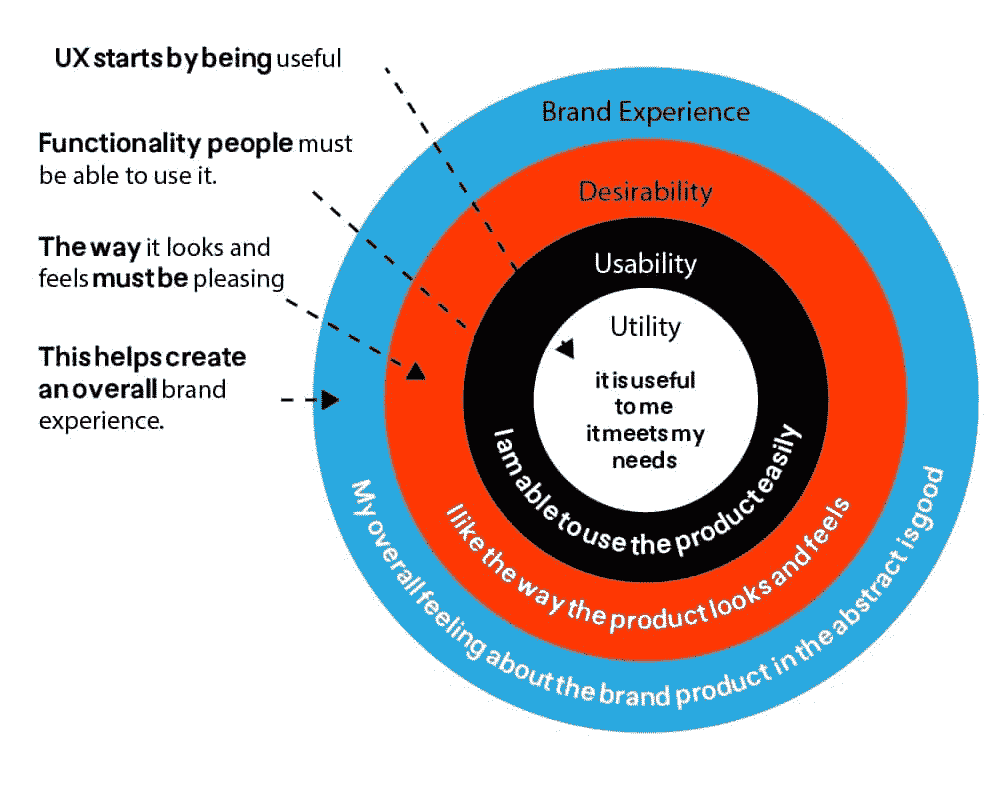 UX starts by being useful
Functionality people must
be able to use it.
The way it looks and
feels must be pleasing
This helps create
an overall brand
experience.
Brand Experience
Desirability
Usability
Utility
it is useful
to me
it meets my
needs
I am able to use the product easily
I like the way the product looks and feels
My overall feeling about the brand product in the abstract is good